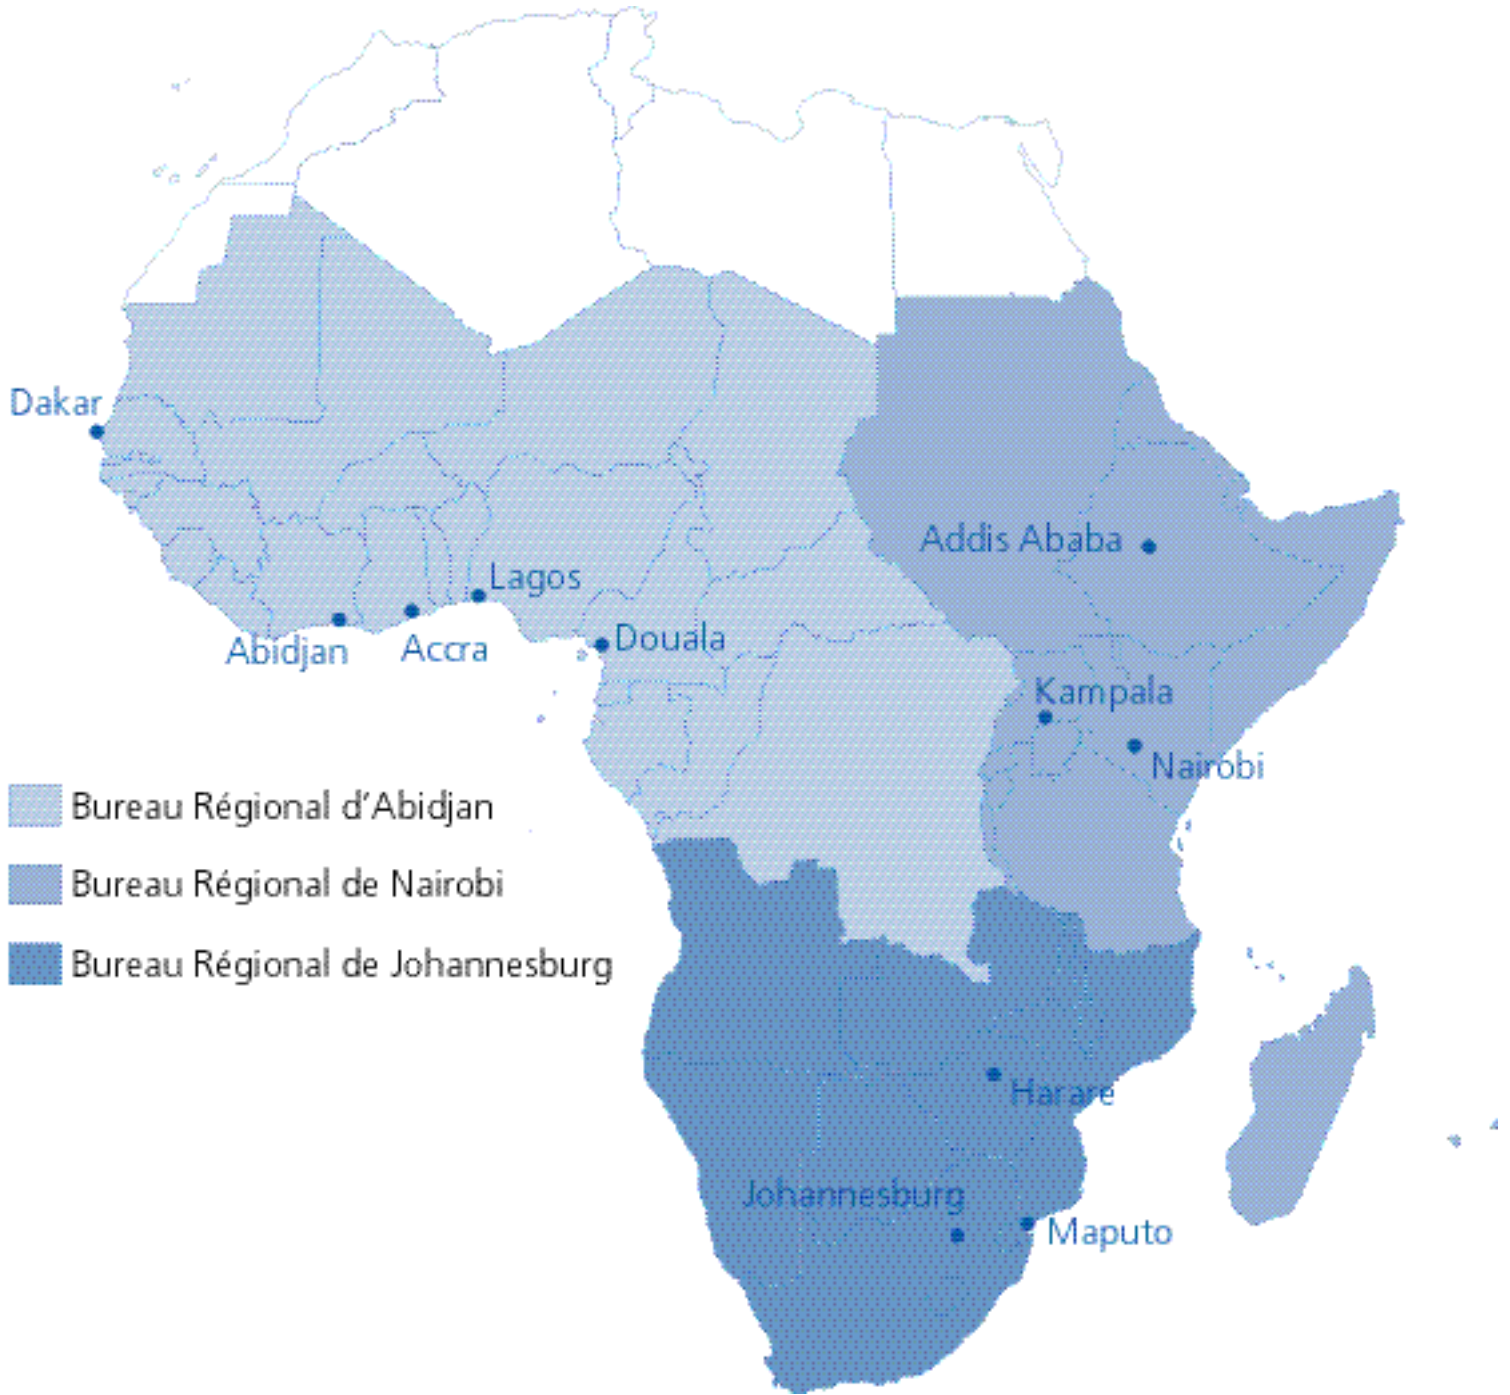 Dakar
Addis Ababa
Lagos
Abidjan
Accra
Douala
Kampala
Nairobi
Bureau Régional d’Abidjan
Bureau Régional de Nairobi
Bureau Régional de Johannesburg
Harare
Johannesburg
Maputo